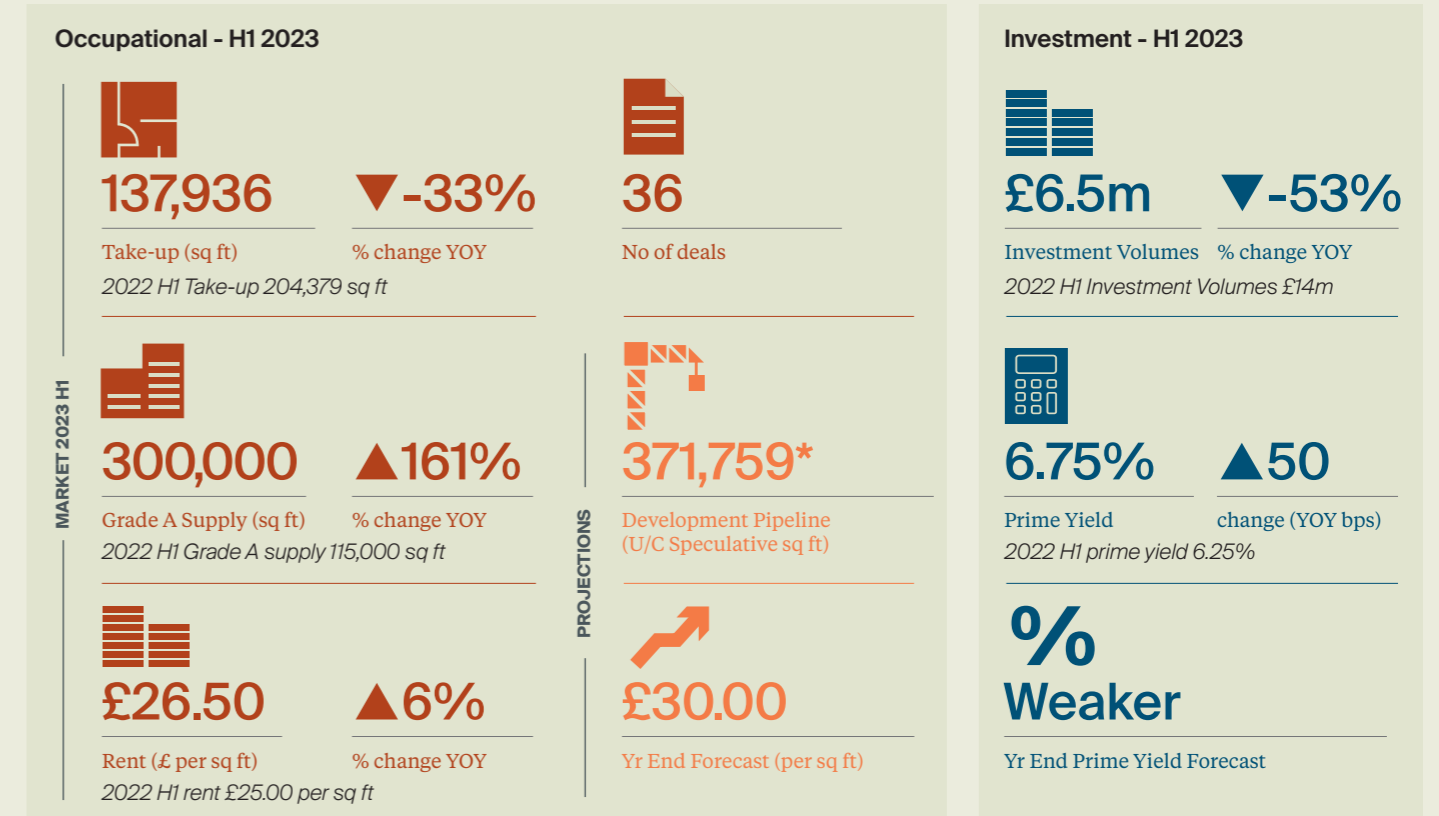 Occupational - H1 2023
MARKET 2023 H1
137,936
▼-33%
Take-up (sq ft)
% change YOY
2022 H1 Take-up 204,379 sq ft
36
No of deals
300,000
▲161%
Grade A Supply (sq ft)
% change YOY
2022 H1 Grade A supply 115,000 sq ft
£26.50
▲6%
Rent (£ per sq ft)
% change YOY
2022 H1 rent £25.00 per sq ft
PROJECTIONS
371,759*
Development Pipeline
(U/C Speculative sq ft)
£30.00
Yr End Forecast (per sq ft)
Investment - H1 2023
£6.5m
▼-53%
Investment Volumes
% change YOY
2022 H1 Investment Volumes £14m
6.75%
▲50
Prime Yield
change (YOY bps)
2022 H1 prime yield 6.25%
%
Weaker
Yr End Prime Yield Forecast